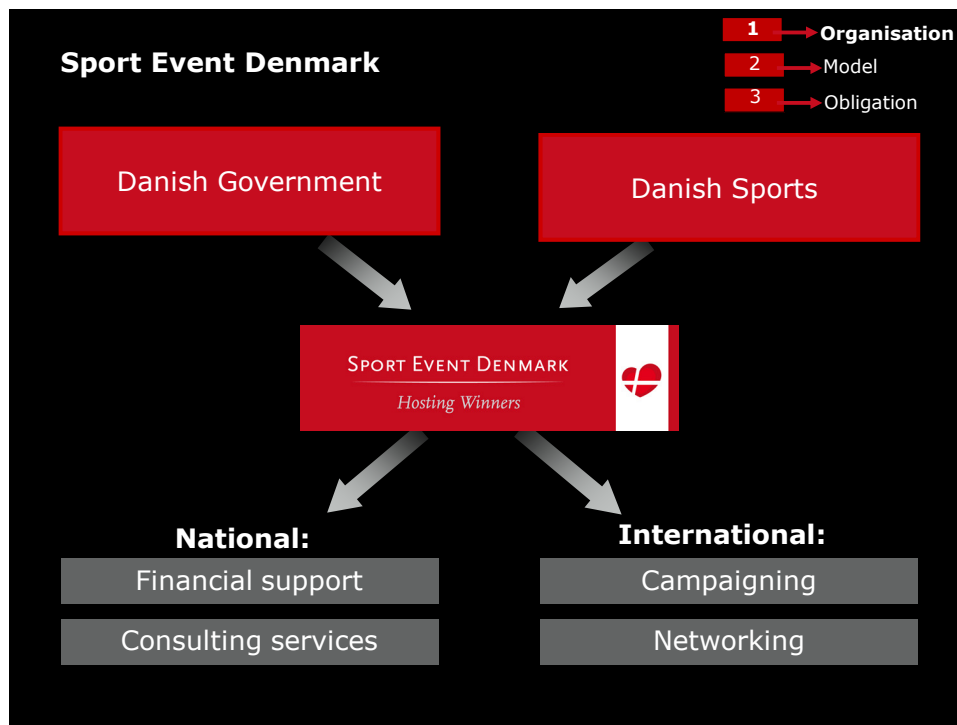 Sport Event Denmark
1 Organisation
2 Model
3 Obligation
Danish Government
Danish Sports
SPORT EVENT DENMARK
Hosting Winners
National:
Financial support
Consulting services
International:
Campaigning
Networking